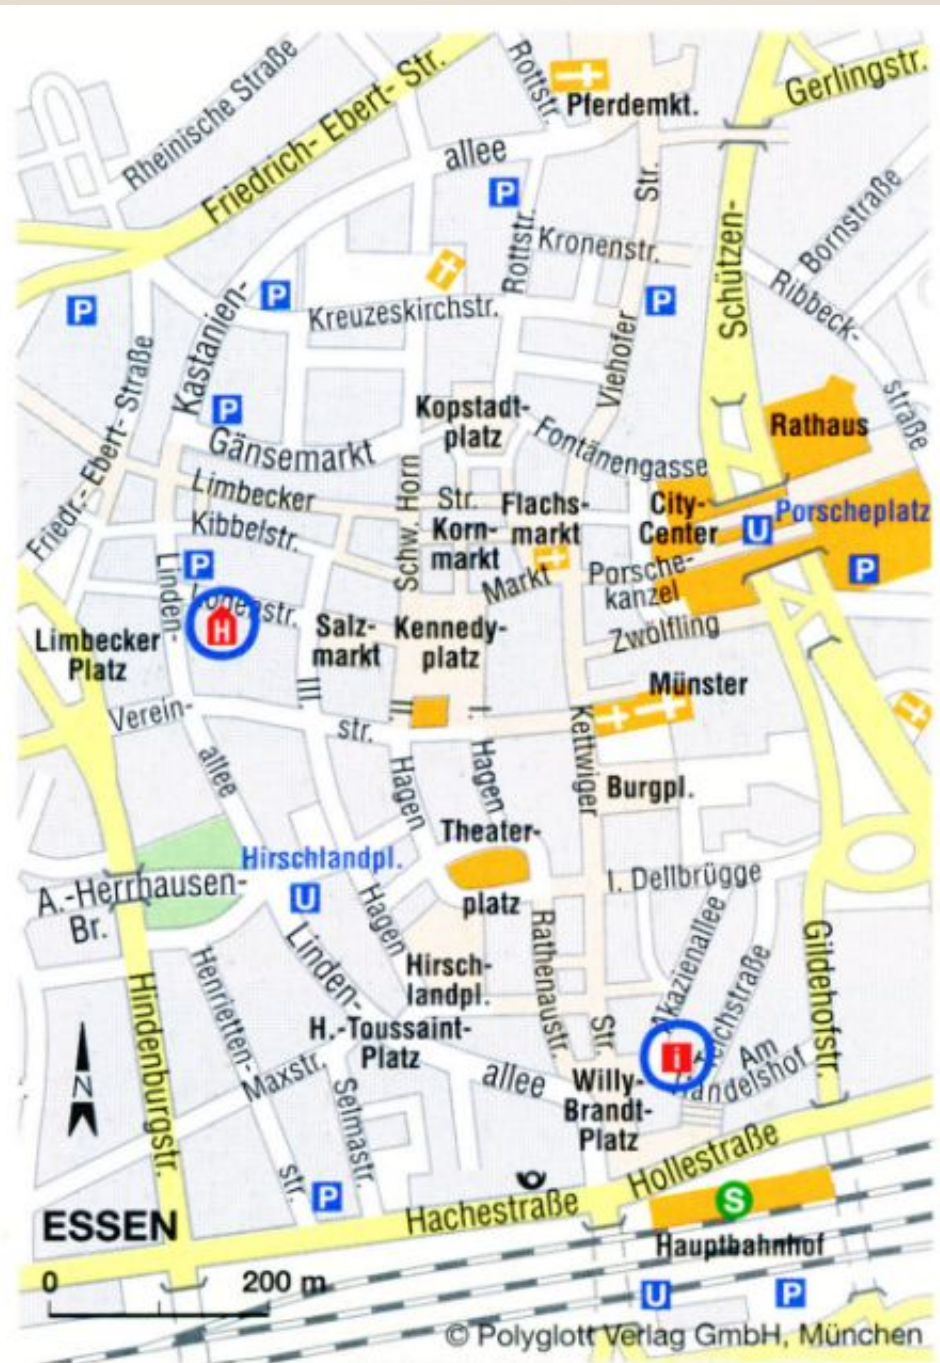 Rheinische Straße
Friedrich-Ebert-Str.
Rottstr.
Pferdemkt.
Gerlingstr.
allee
P
Str.
Bornstraße
Rottstr.
Kronenstr.
Schützen-
Ribbeck-
straße
P
P
P
Kastanien-
Kreuzeskirchstr.
Viehofer
Friedr.-Ebert-Straße
P
Kopstadt-
platz
Gänsemarkt
Fontänengasse
Rathaus
Limbecker
Str.
Schw. Horn
Flachs-
markt
City-
Center
U
Porscheplatz
Kibbelstr.
Korn-
markt
Markt
Porsche-
kanzel
P
Linden-
P
H
Limbecker
Platz
Salz-
markt
Kennedy-
platz
Zwölfling
III.
II.
I.
Münster
Verein-
str.
Kettwiger
allee
Hagen
Hagen
Burgpl.
Theater-
platz
Hirschlandpl.
U
A.-Herrhausen-
Br.
I. Dellbrügge
Hagen
Linden-
Rathenaustr.
Akazienallee
Gildehofstr.
Henrietten-
Hirsch-
landpl.
H.-Toussaint-
Platz
Str.
i
Am
Handelshof
N
Hindenburgstr.
Maxstr.
Selmastr.
allee
Willy-
Brandt-
Platz
str.
P
Hachestraße
Hollestraße
S
Hauptbahnhof
ESSEN
0 200 m
U
P
© Polyglott Verlag GmbH, München